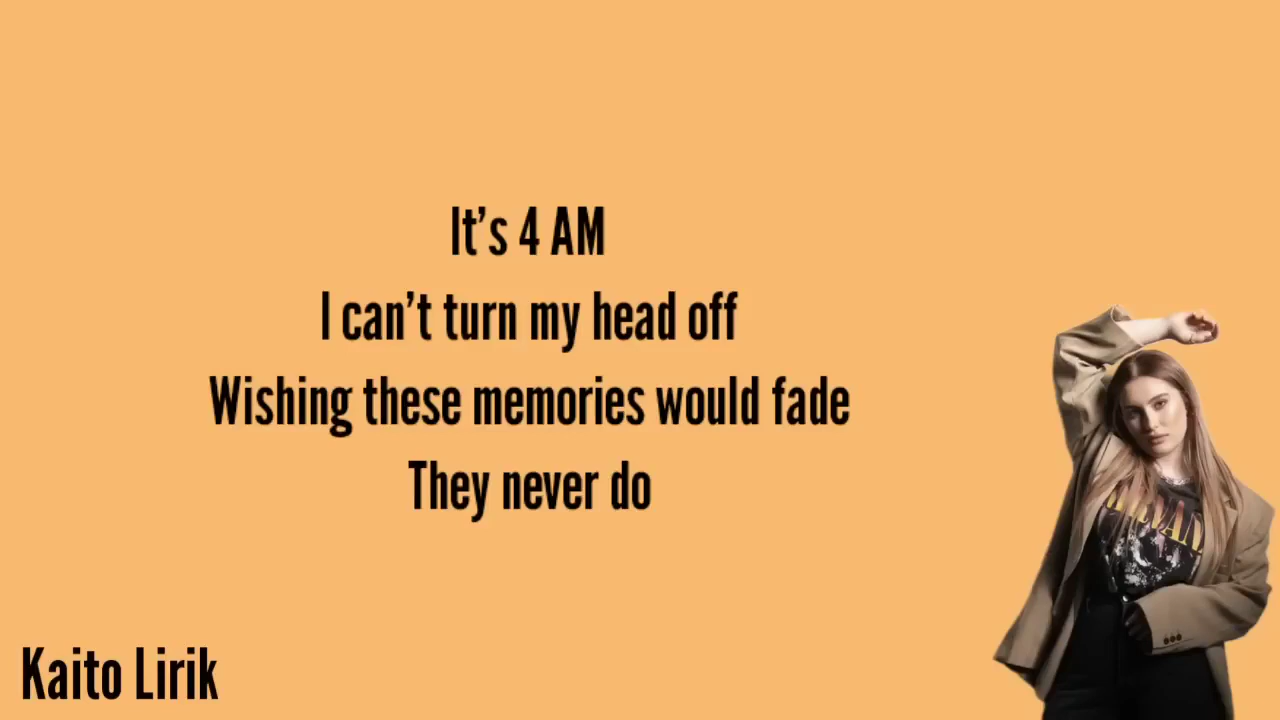 It’s 4 AM
I can’t turn my head off
Wishing these memories would fade
They never do
Kaito Lirik